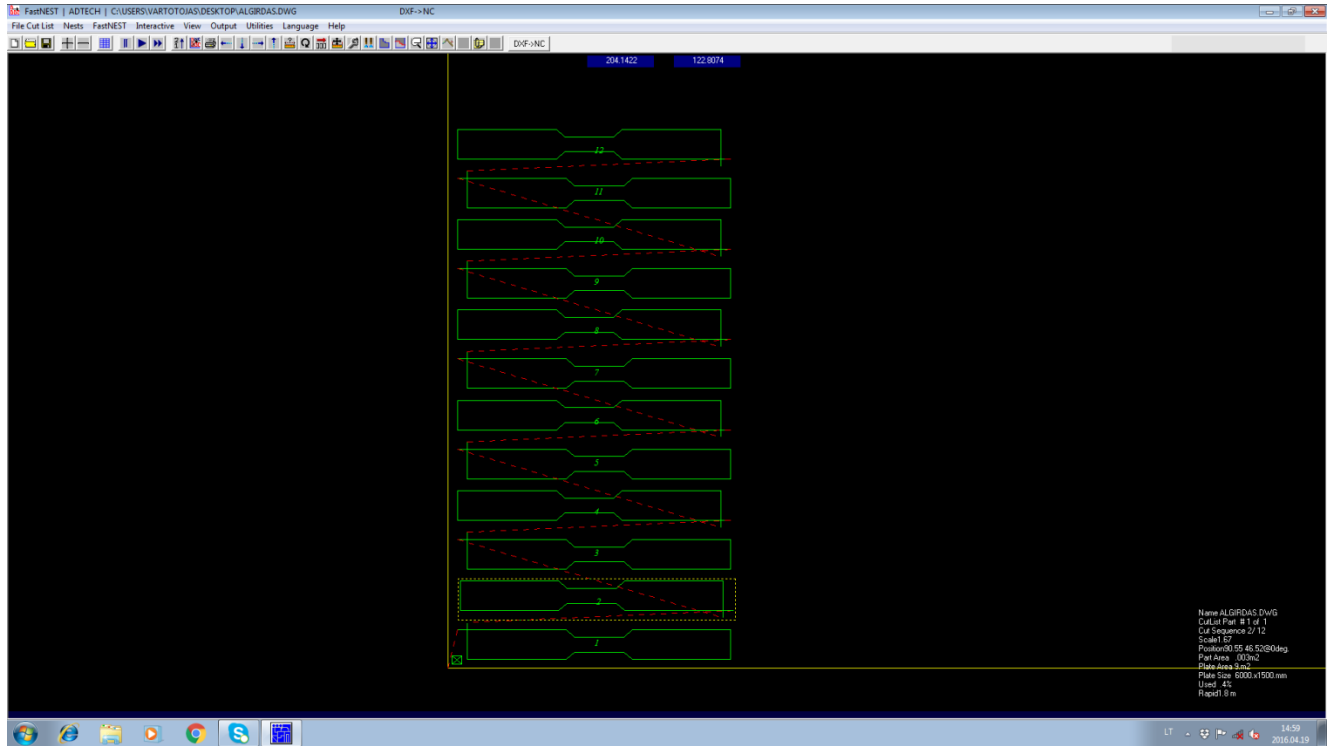 FastNEST | ADTECH | C:\USERS\VARTOTOJAS\DESKTOP\ALGIRDAS.DWG DXF->NC
File Cut List Nests FastNEST Interactive View Output Utilities Language Help
DXF->NC
204.1422 122.8074
12
11
10
9
8
7
6
5
4
3
2
1
Name ALGIRDAS.DWG
CutList Part # 1 of 1
Cut Sequence 2/ 12
Scale1.67
Position90.55 46.52@0deg.
Part Area .003m2
Plate Area 9.m2
Plate Size 6000.x1500.mm
Used .4%
Rapid1.8 m
LT 14:59
2016.04.19